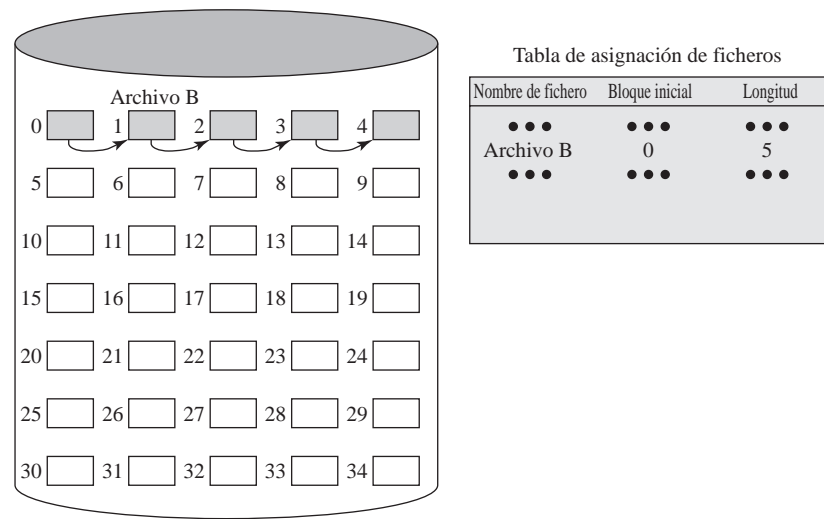 Tabla de asignación de ficheros
Nombre de fichero Bloque inicial Longitud
Archivo B 0 5
Archivo B
0 1 2 3 4
5 6 7 8 9
10 11 12 13 14
15 16 17 18 19
20 21 22 23 24
25 26 27 28 29
30 31 32 33 34